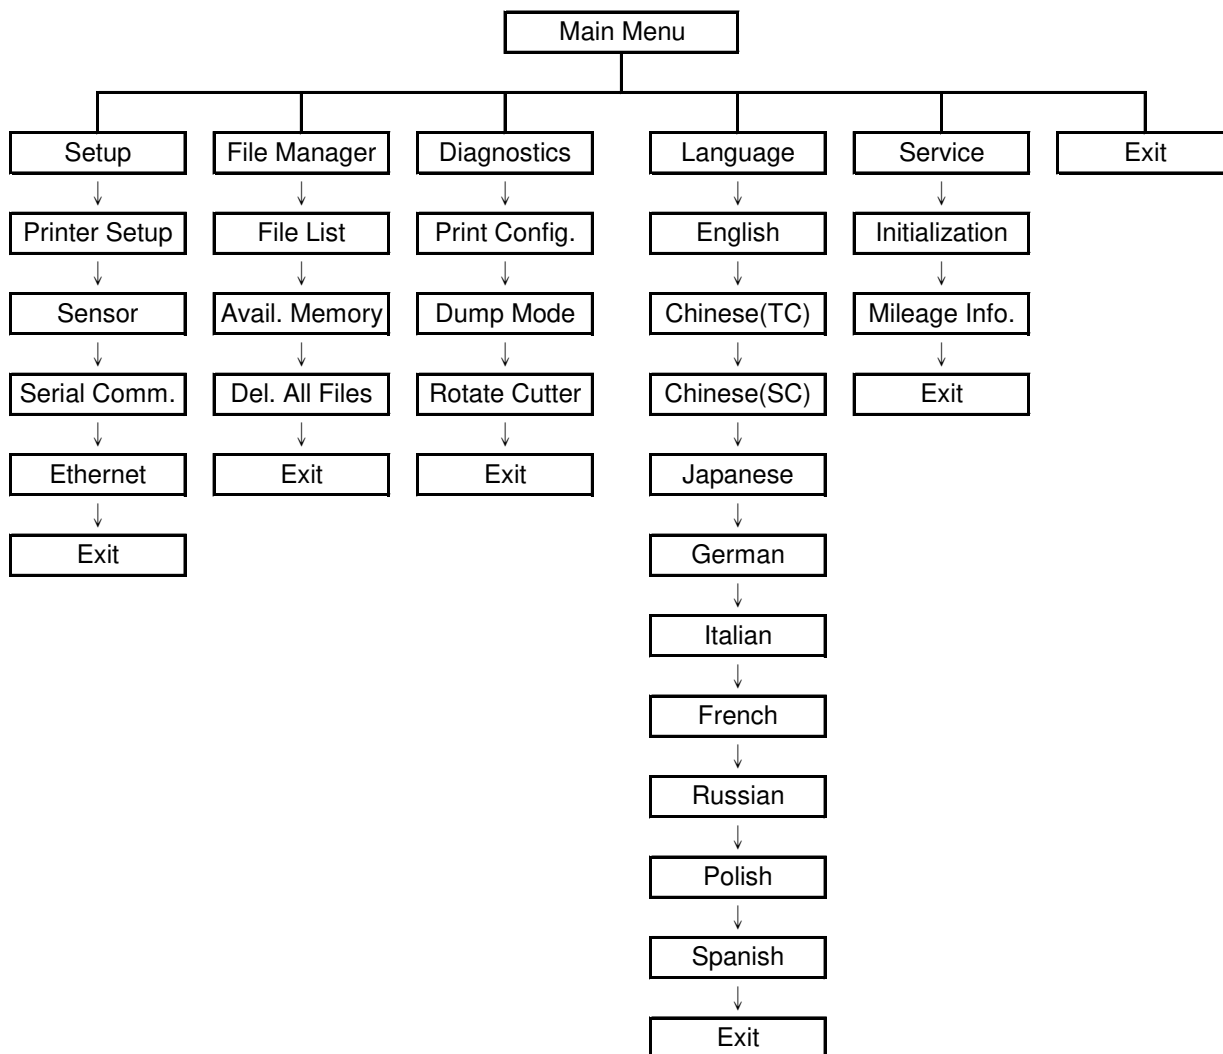 Main Menu
Setup
File Manager
Diagnostics
Language
Service
Exit
Printer Setup
File List
Print Config.
English
Initialization
Sensor
Avail. Memory
Dump Mode
Chinese(TC)
Mileage Info.
Serial Comm.
Del. All Files
Rotate Cutter
Chinese(SC)
Exit
Ethernet
Exit
Exit
Japanese
Exit
German
Italian
French
Russian
Polish
Spanish
Exit